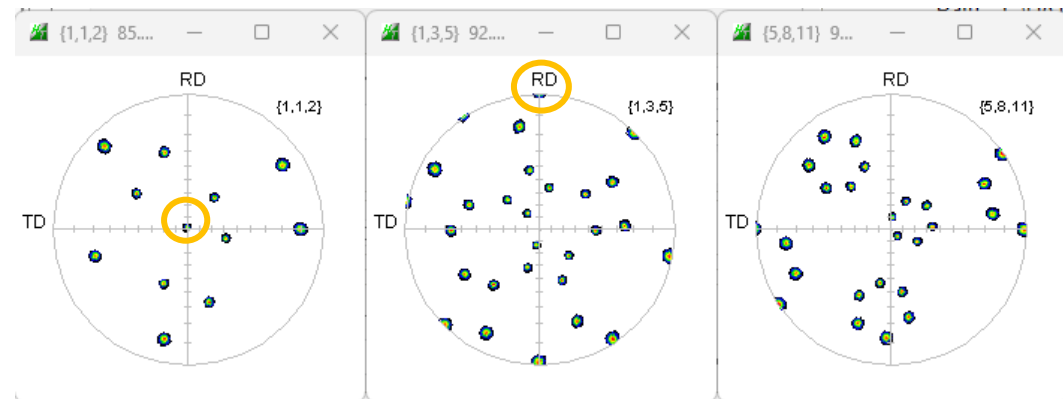 {1,1,2} 85....
{1,3,5} 92....
{5,8,11} 9...
RD
{1,1,2}
TD
RD
{1,3,5}
TD
RD
{5,8,11}
TD